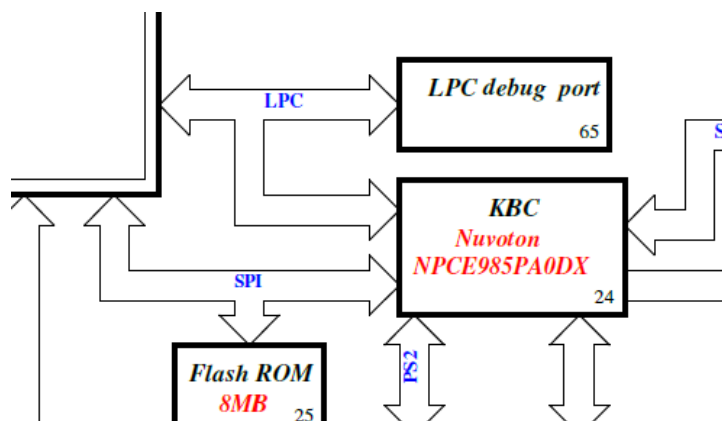 LPC
LPC debug port
65
S
KBC
Nuvoton
NPCE985PA0DX
24
SPI
Flash ROM
8MB
25
PS2